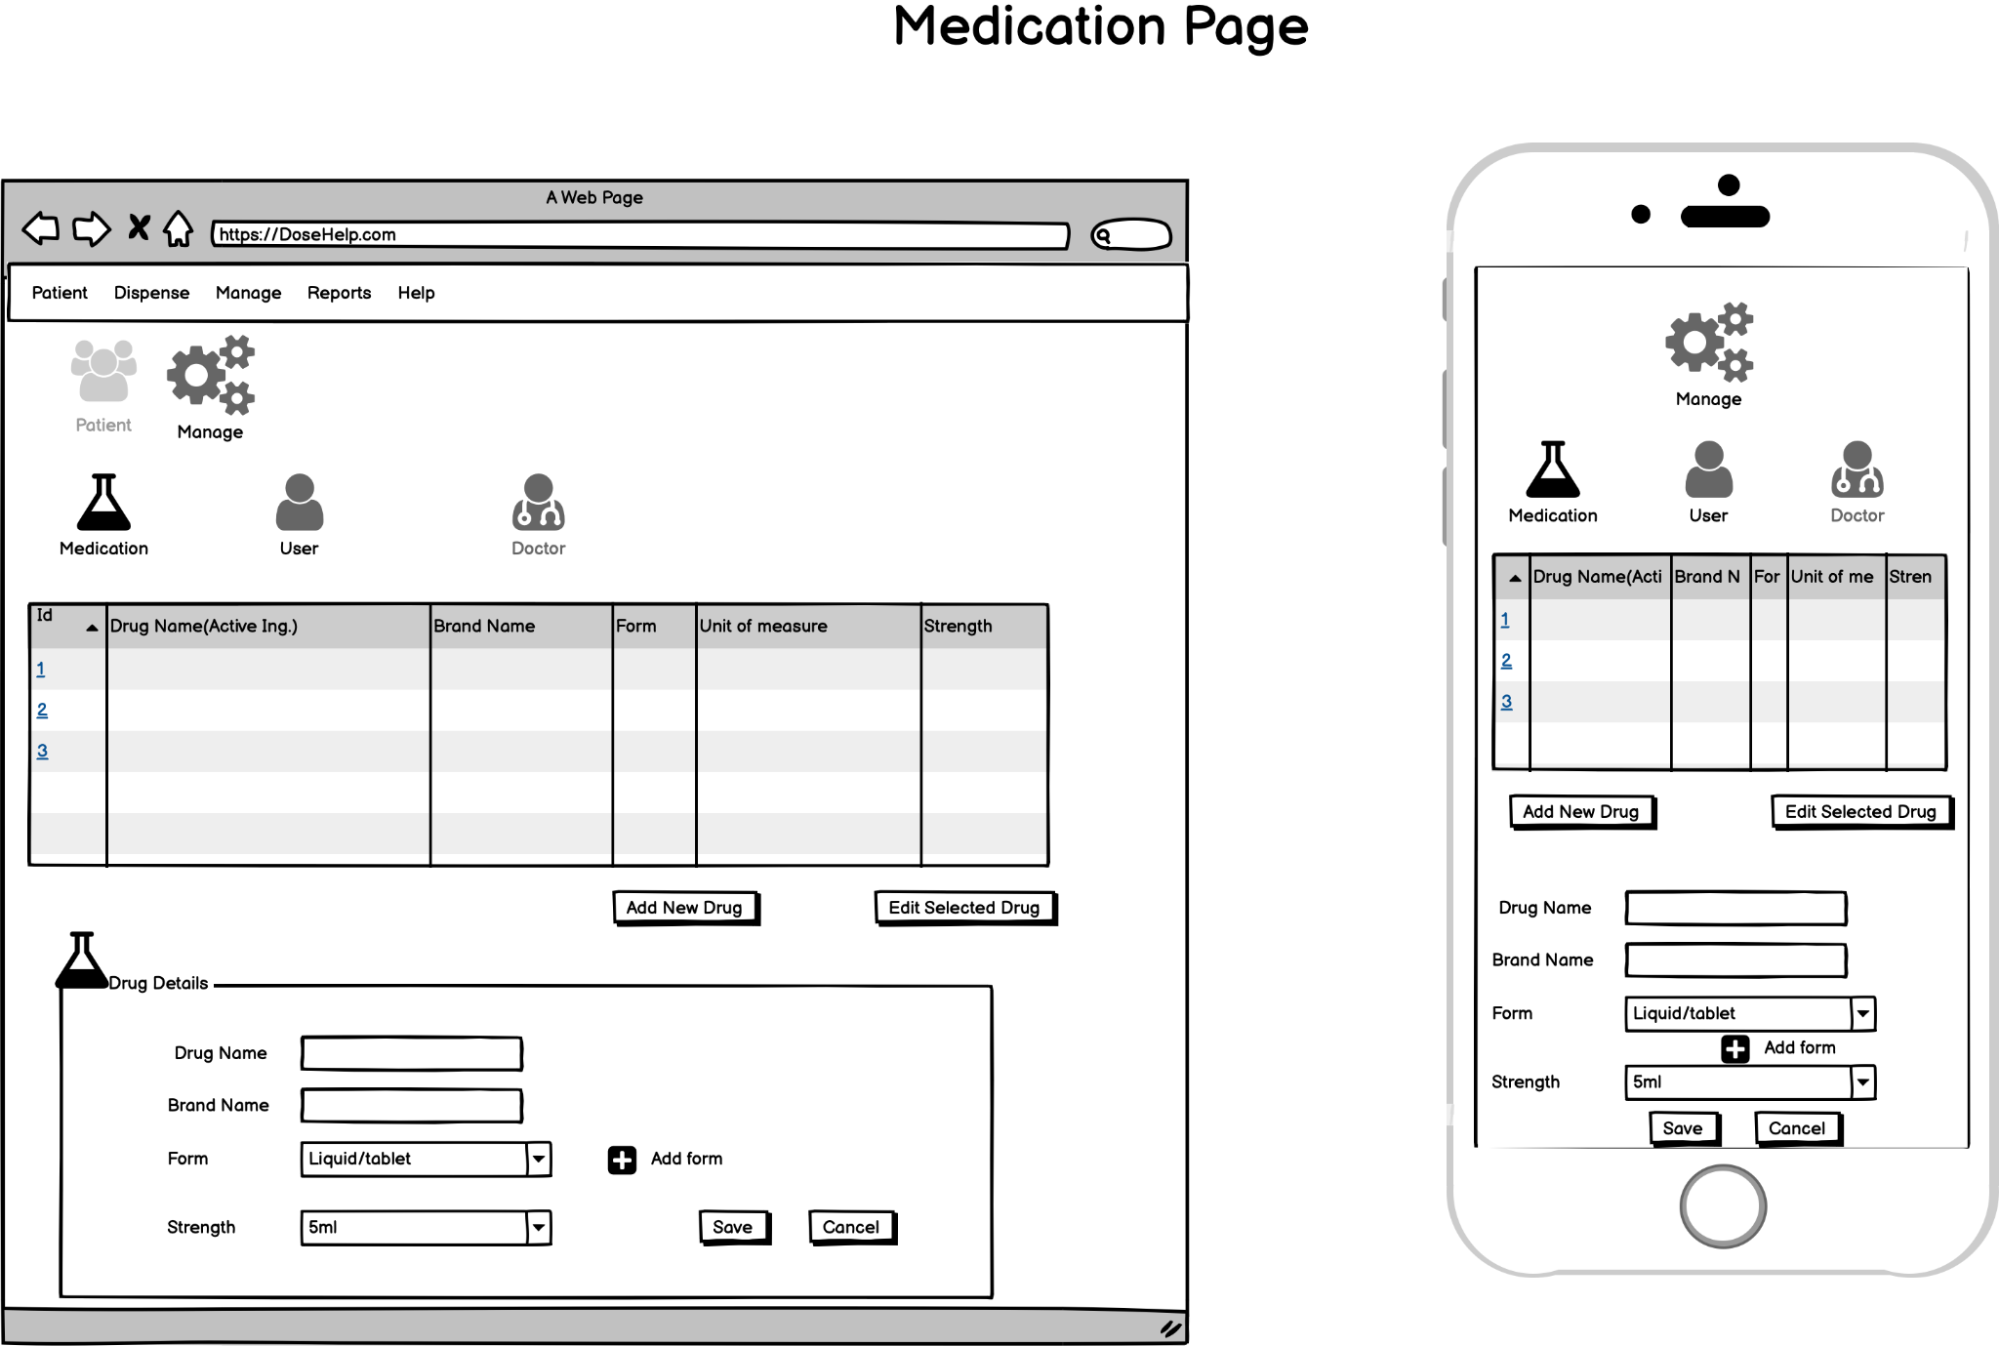 Medication Page
A Web Page
https://DoseHelp.com
Patient Dispense Manage Reports Help
Patient
Manage
Medication User Doctor
Id Drug Name(Active Ing.) Brand Name Form Unit of measure Strength
1
2
3
Add New Drug Edit Selected Drug
Drug Details
Drug Name
Brand Name
Form Liquid/tablet Add form
Strength 5ml Save Cancel
Manage
Medication User Doctor
Drug Name(Acti Brand N For Unit of me Stren
1
2
3
Add New Drug Edit Selected Drug
Drug Name
Brand Name
Form Liquid/tablet
Add form
Strength 5ml
Save Cancel